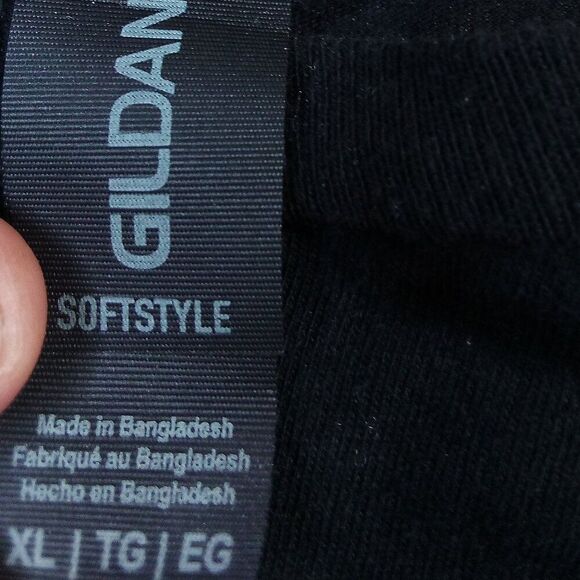 GILDAN
SOFTSTYLE
Made in Bangladesh
Fabriqué au Bangladesh
Hecho en Bangladesh
XL | TG | EG